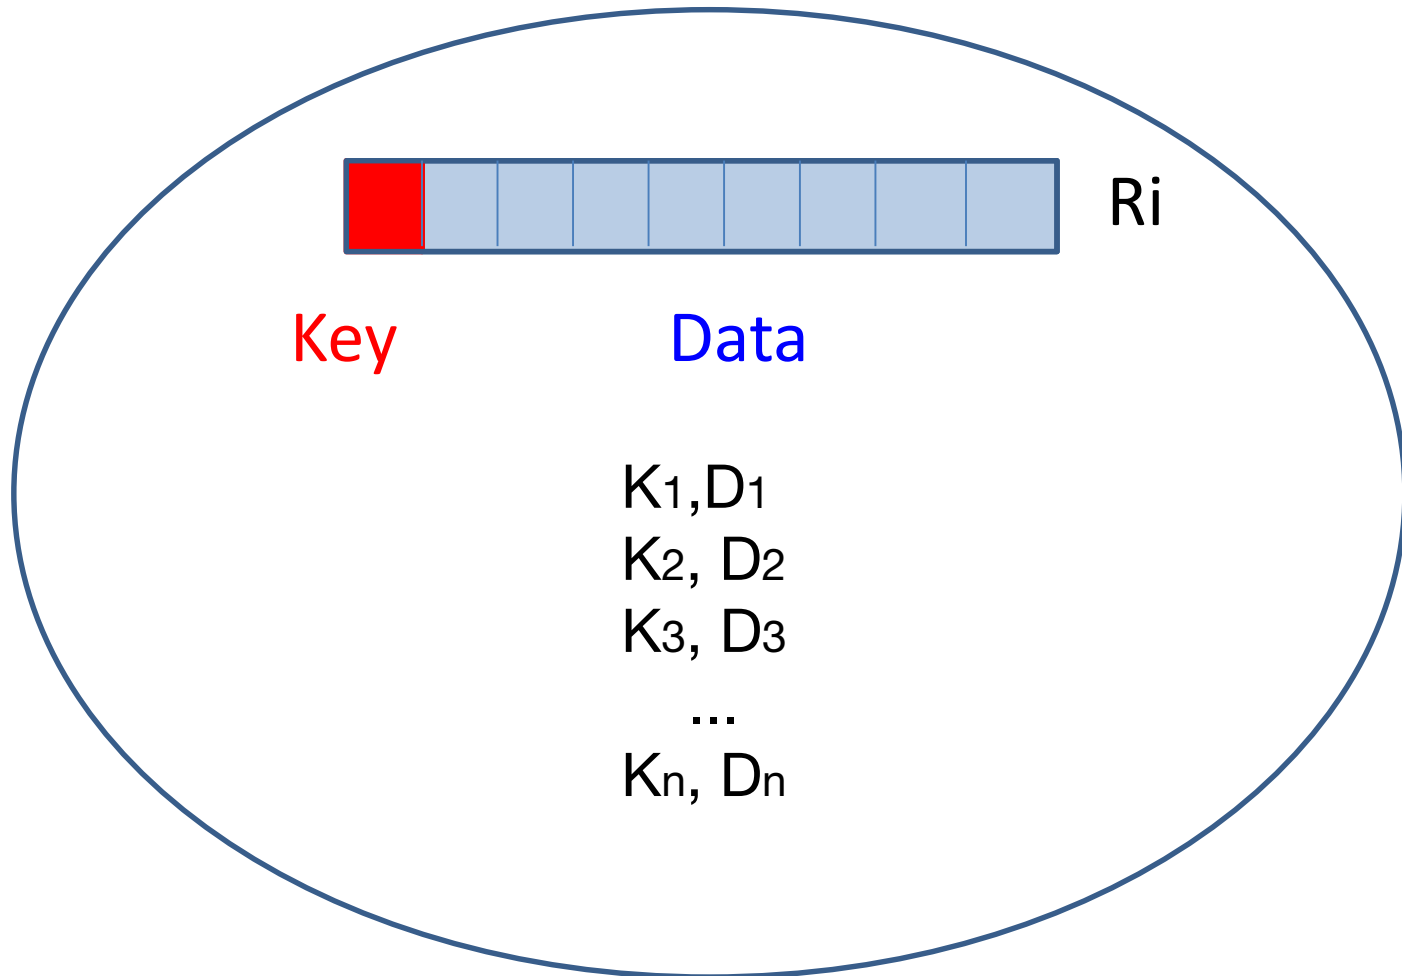 Ri
Key Data
K1,D1
K2, D2
K3, D3
...
Kn, Dn